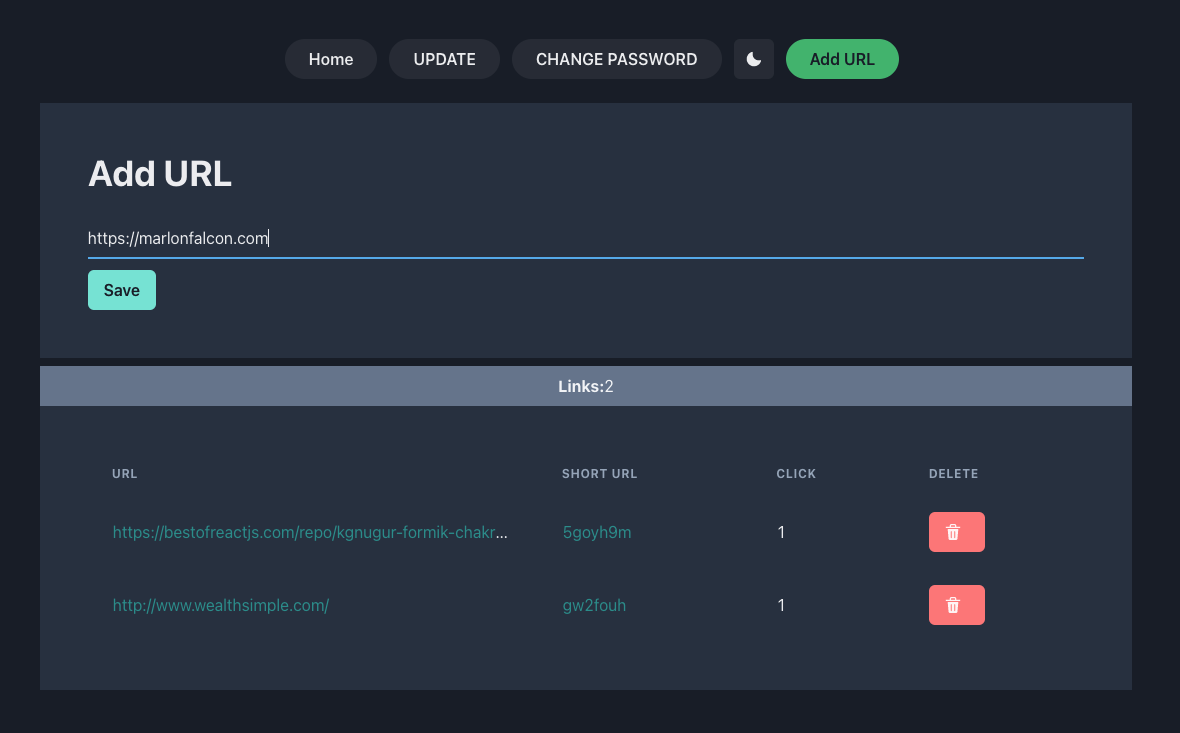 Home UPDATE CHANGE PASSWORD Add URL
Add URL
https://marlonfalcon.com
Save
Links:2
URL SHORT URL CLICK DELETE
https://bestofreactjs.com/repo/kgnugur-formik-chakr... 5goyh9m 1
http://www.wealthsimple.com/ gw2fouh 1